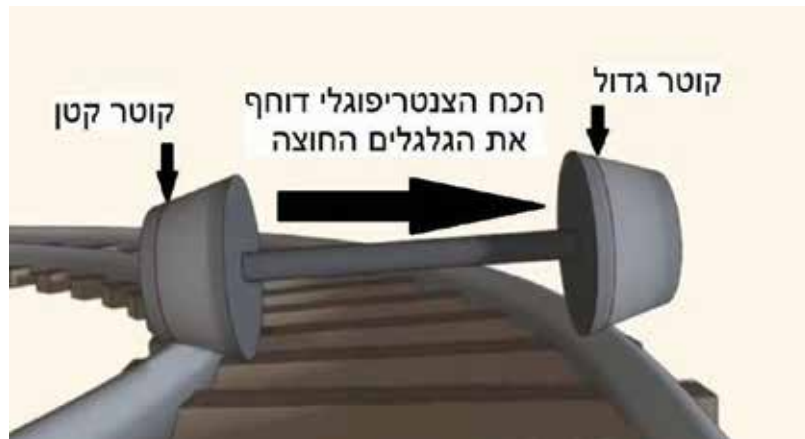 קוטר גדול
הכח הצנטריפוגלי דוחף
את הגלגלים החוצה
קוטר קטן